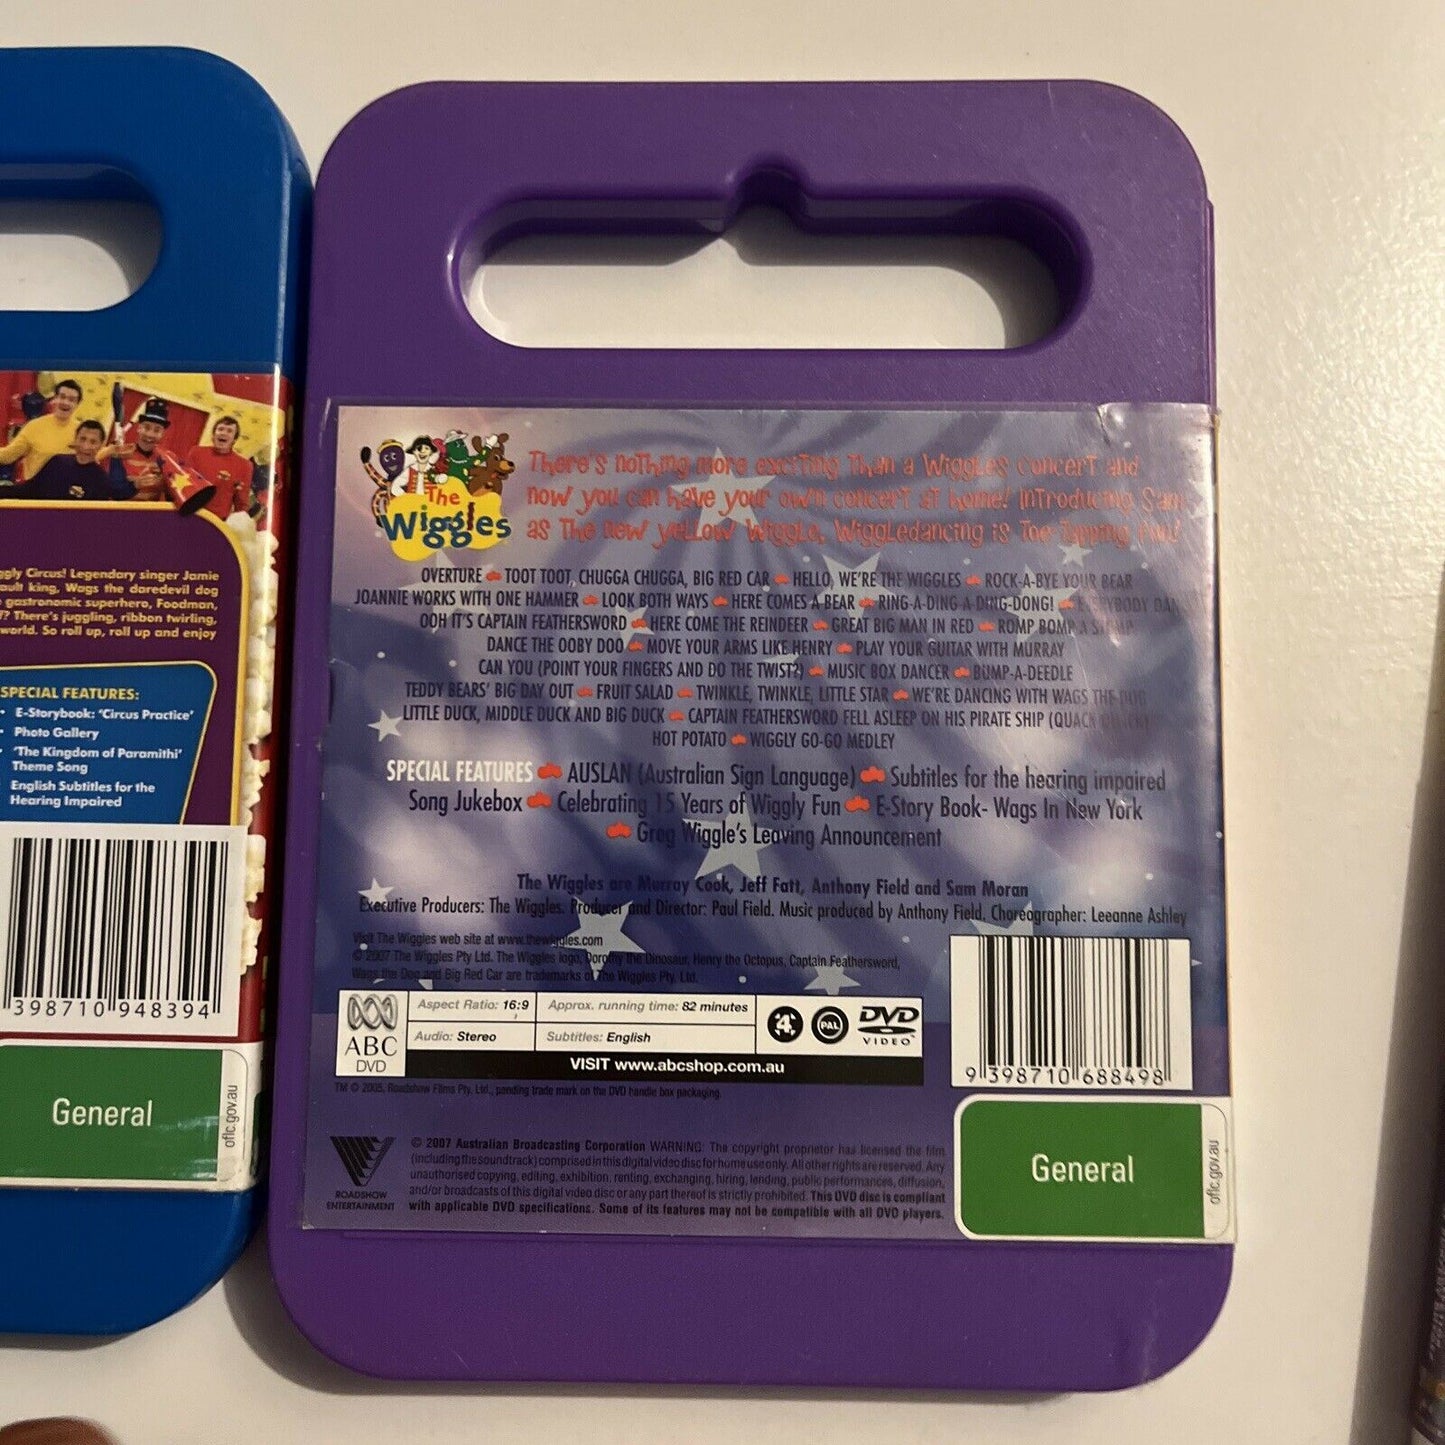 ggly Circus! Legendary singer Jamie
ault king, Wags the daredevil dog
gastronomic superhero, Foodman,
There's juggling, ribbon twirling,
world. So roll up, roll up and enjoy
SPECIAL FEATURES:
• E-Storybook: 'Circus Practice'
• Photo Gallery
• 'The Kingdom of Paramithi'
Theme Song
English Subtitles for the
Hearing Impaired
398710 948394
General
oflc.gov.au
The
Wiggles
There's nothing more exciting than a Wiggles concert and
now you can have your own concert at home! Introducing Sam
as the new yellow Wiggle, Wiggledancing is toe tapping fun!
OVERTURE TOOT TOOT, CHUGGA CHUGGA, BIG RED CAR HELLO, WE'RE THE WIGGLES ROCK-A-BYE YOUR BEAR
JOANNIE WORKS WITH ONE HAMMER LOOK BOTH WAYS HERE COMES A BEAR RING-A-DING-A-DING-DONG! EVERYBODY DANCE
OOH IT'S CAPTAIN FEATHERSWORD HERE COME THE REINDEER GREAT BIG MAN IN RED ROMP BOMP A STOMP
DANCE THE OOBY DOO MOVE YOUR ARMS LIKE HENRY PLAY YOUR GUITAR WITH MURRAY
CAN YOU (POINT YOUR FINGERS AND DO THE TWIST?) MUSIC BOX DANCER BUMP-A-DEEDLE
TEDDY BEARS' BIG DAY OUT FRUIT SALAD TWINKLE, TWINKLE, LITTLE STAR WE'RE DANCING WITH WAGS THE DOG
LITTLE DUCK, MIDDLE DUCK AND BIG DUCK CAPTAIN FEATHERSWORD FELL ASLEEP ON HIS PIRATE SHIP (QUACK QUACK)
HOT POTATO WIGGLY GO-GO MEDLEY
SPECIAL FEATURES AUSLAN (Australian Sign Language) Subtitles for the hearing impaired
Song Jukebox Celebrating 15 Years of Wiggly Fun E-Story Book- Wags In New York
Greg Wiggle's Leaving Announcement
The Wiggles are Murray Cook, Jeff Fatt, Anthony Field and Sam Moran
Executive Producers: The Wiggles. Producer and Director: Paul Field. Music produced by Anthony Field. Choreographer: Leeanne Ashley
Visit The Wiggles web site at www.thewiggles.com
© 2007 The Wiggles Pty Ltd. The Wiggles logo, Dorothy the Dinosaur, Henry the Octopus, Captain Feathersword,
Wags the Dog and Big Red Car are trademarks of The Wiggles Pty. Ltd.
ABC
DVD
Aspect Ratio: 16:9
Approx. running time: 82 minutes
Audio: Stereo
Subtitles: English
4
PAL
DVD
VIDEO
VISIT www.abcshop.com.au
9 398710 688498
TM © 2005, Roadshow Films Pty. Ltd., pending trade mark on the DVD handle box packaging.
ROADSHOW
ENTERTAINMENT
© 2007 Australian Broadcasting Corporation WARNING: The copyright proprietor has licensed the film
(including the soundtrack) comprised in this digital video disc for home use only. All other rights are reserved. Any
unauthorised copying, editing, exhibition, renting, exchanging, hiring, lending, public performances, diffusion,
and/or broadcasts of this digital video disc or any part thereof is strictly prohibited. This DVD disc is compliant
with applicable DVD specifications. Some of its features may not be compatible with all DVD players.
General
oflc.gov.au